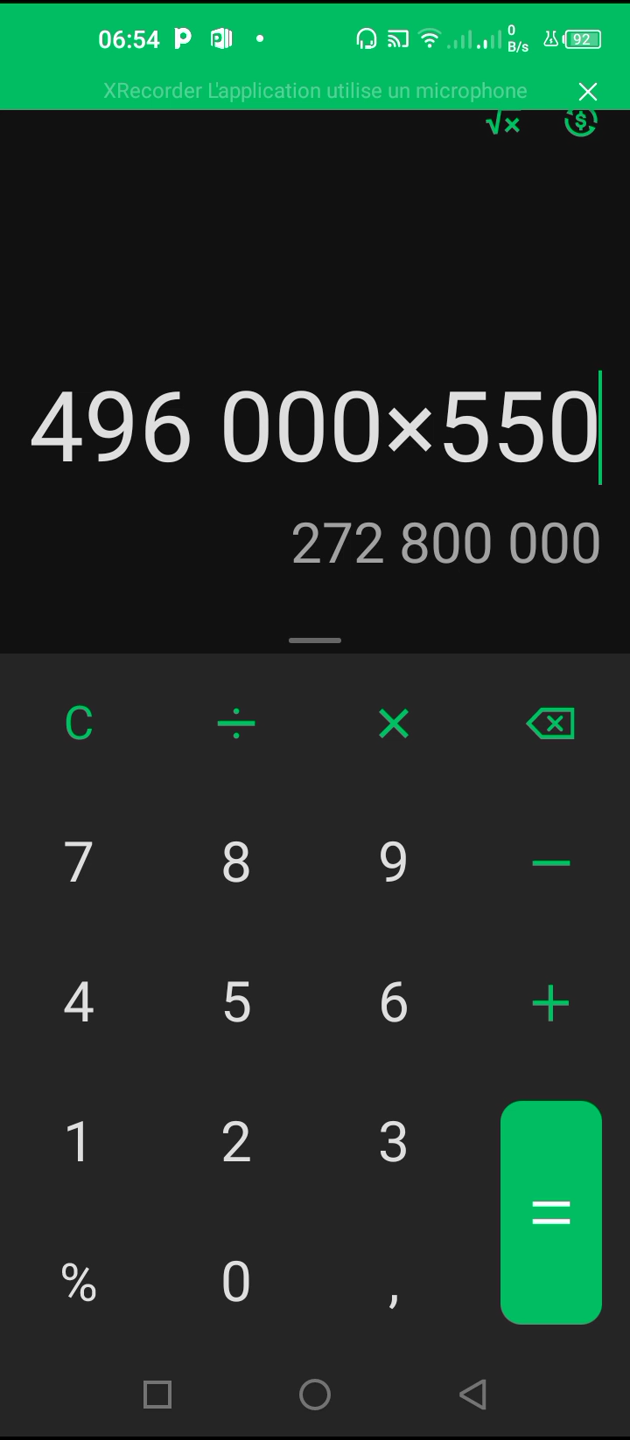 06:54
0
B/s
92
XRecorder L'application utilise un microphone
√x
$
496 000×550
272 800 000
C ÷ ×
7 8 9 −
4 5 6 +
1 2 3
% 0 , =